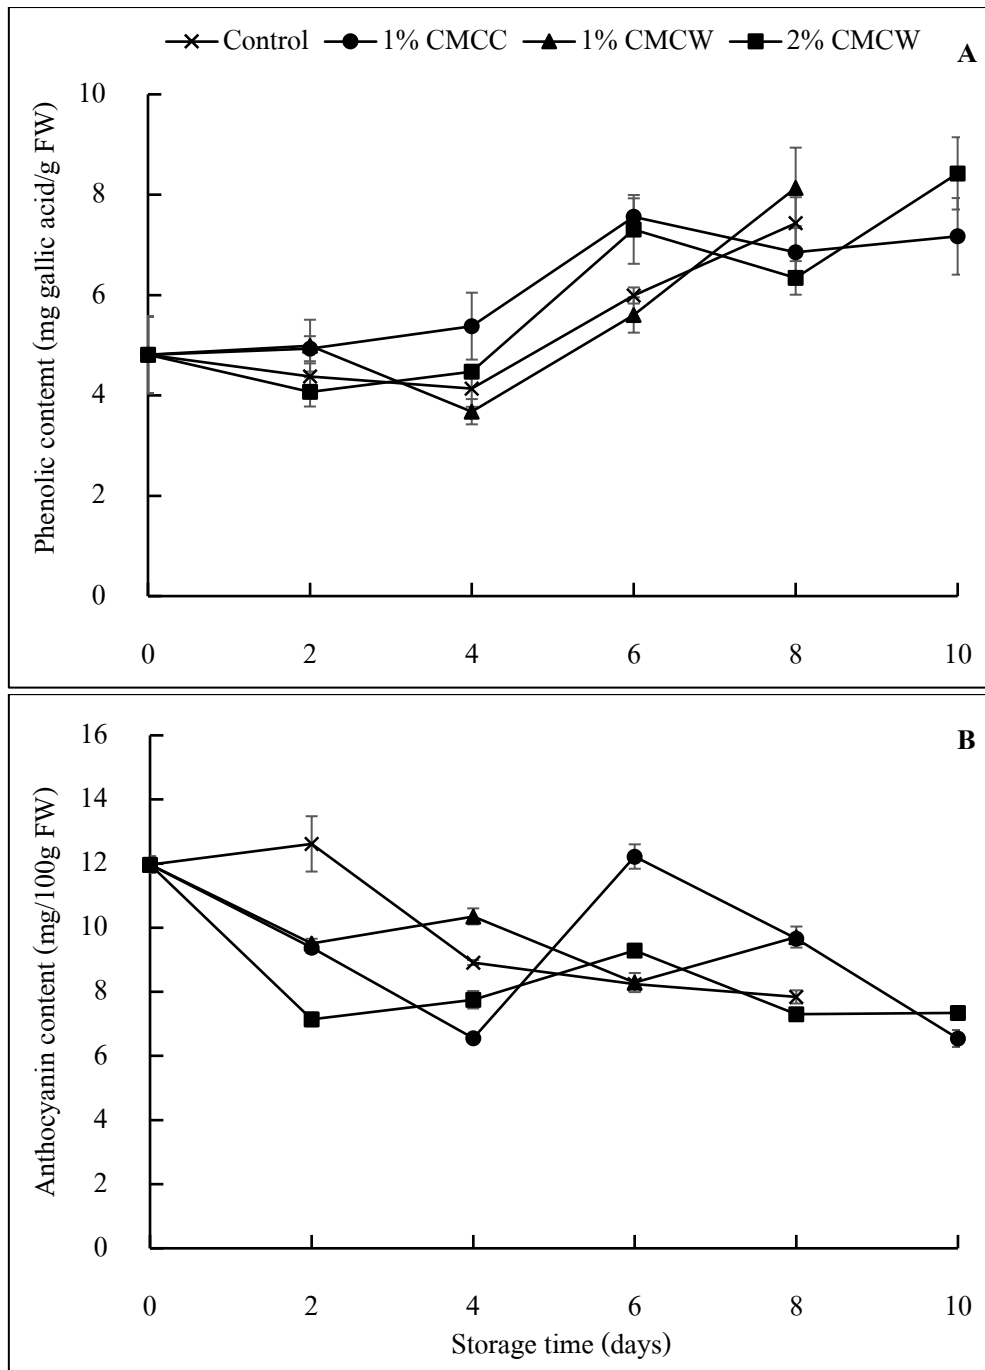 Control 1% CMCC 1% CMCW 2% CMCW
A
Phenolic content (mg gallic acid/g FW)
10
8
6
4
2
0
0 2 4 6 8 10
B
Anthocyanin content (mg/100g FW)
16
14
12
10
8
6
4
2
0
0 2 4 6 8 10
Storage time (days)